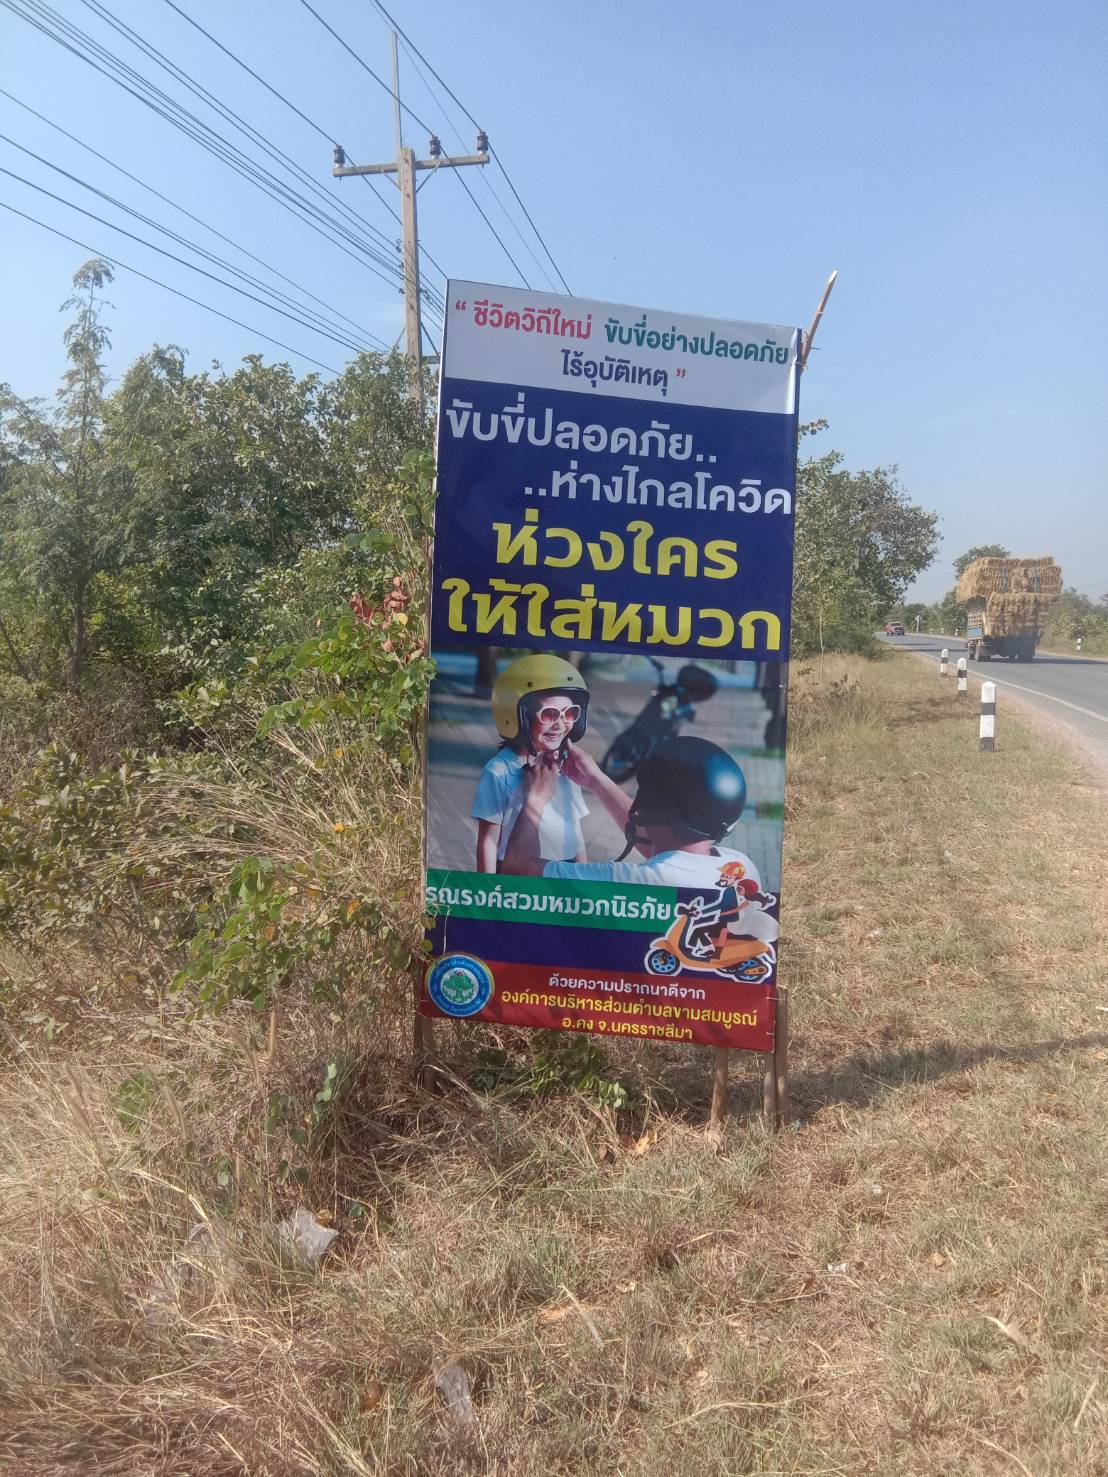 “ ชีวิตวิถีใหม่ ขับขี่อย่างปลอดภัย
ไร้อุบัติเหตุ ”
ขับขี่ปลอดภัย..
..ห่างไกลโควิด
ห่วงใคร
ให้ใส่หมวก
รณรงค์สวมหมวกนิรภัย
ด้วยความปรารถนาดีจาก
องค์การบริหารส่วนตำบลขามสมบูรณ์
อ.คง จ.นครราชสีมา